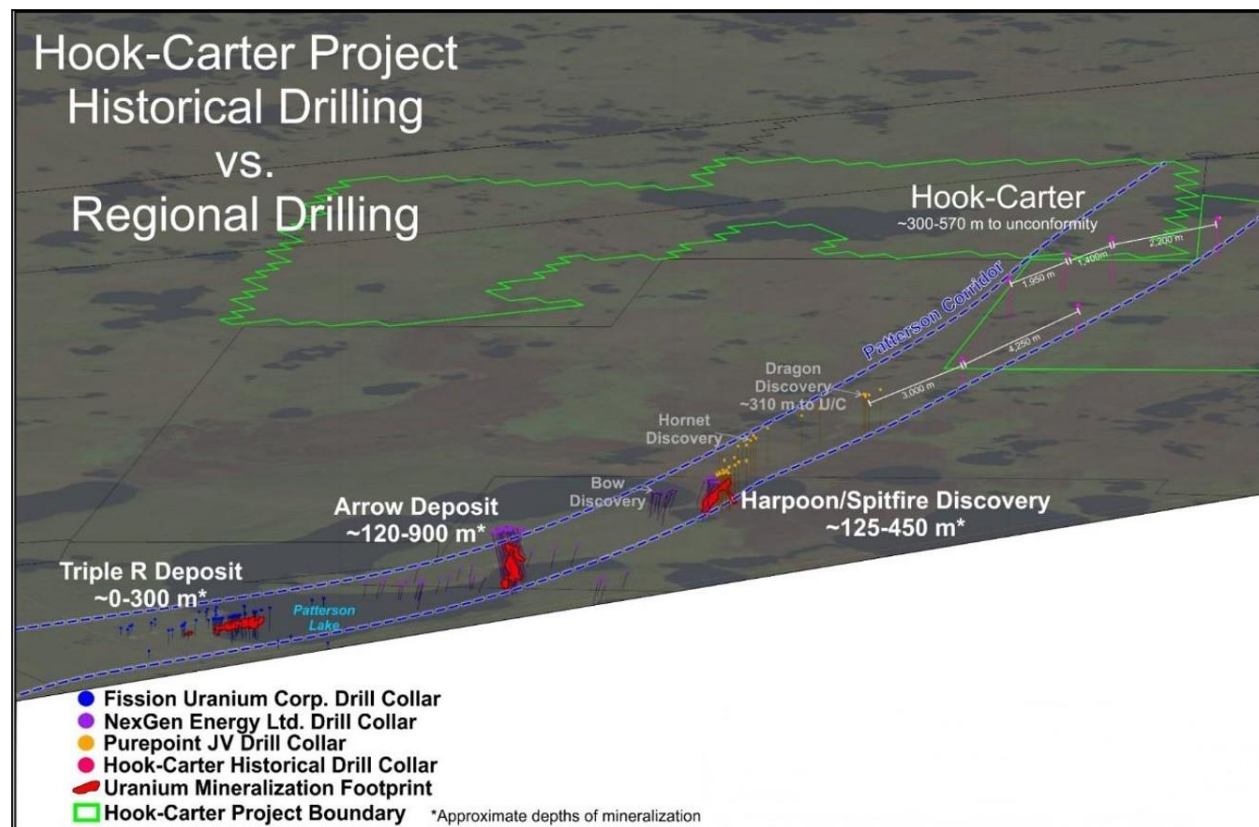 Hook-Carter Project
Historical Drilling
vs.
Regional Drilling
Hook-Carter
~300-570 m to unconformity
2,200 m
1,400m
1,950 m
Patterson Corridor
4,250 m
3,000 m
Dragon
Discovery
~310 m to U/C
Hornet
Discovery
Bow
Discovery
Harpoon/Spitfire Discovery
~125-450 m*
Arrow Deposit
~120-900 m*
Triple R Deposit
~0-300 m*
Patterson
Lake
Fission Uranium Corp. Drill Collar
NexGen Energy Ltd. Drill Collar
Purepoint JV Drill Collar
Hook-Carter Historical Drill Collar
Uranium Mineralization Footprint
Hook-Carter Project Boundary *Approximate depths of mineralization